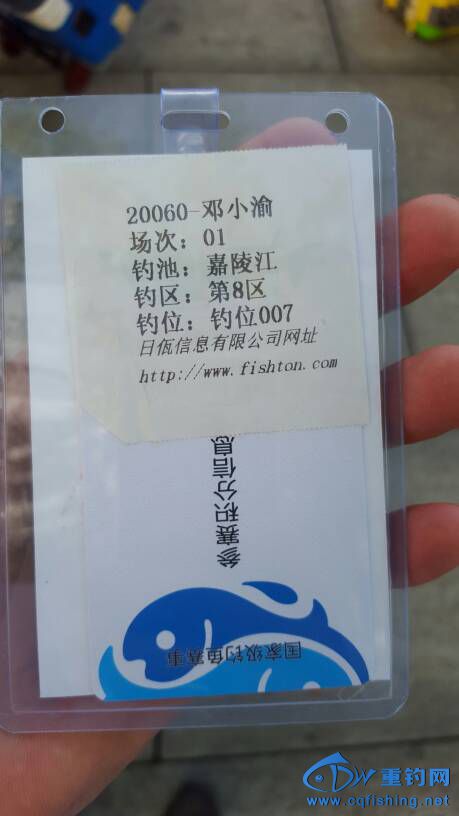 20060-邓小渝
场次：01
钓池：嘉陵江
钓区：第8区
钓位：钓位007
日佤信息有限公司网址
http://www.fishton.com
参赛积分信息
国家级钓鱼赛事
重钓网
www.cqfishing.net